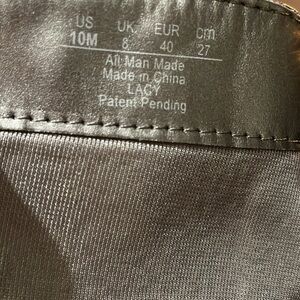 US UK EUR cm
10M 8 40 27
All Man Made
Made in China
LACY
Patent Pending